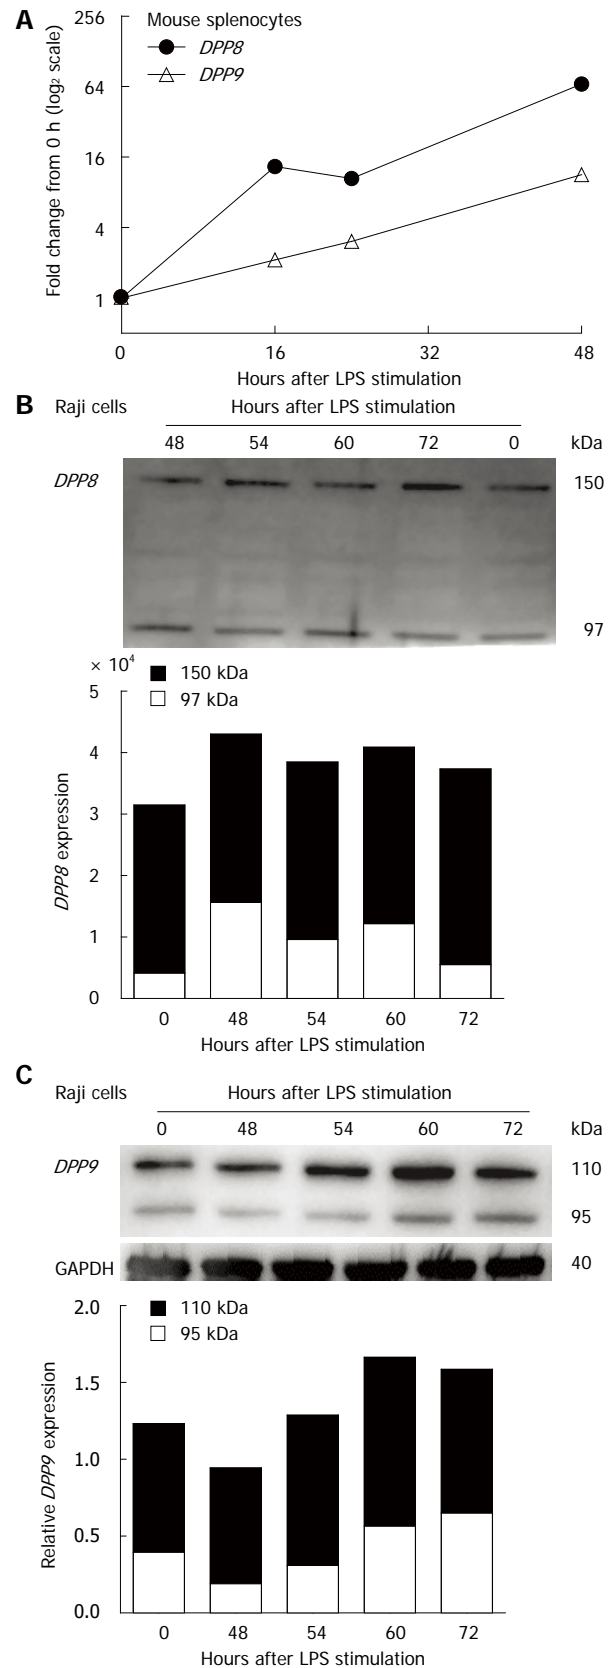 A
Mouse splenocytes
DPP8
DPP9
Fold change from 0 h (log₂ scale)
256
64
16
4
1
0 16 32 48
Hours after LPS stimulation
B
Raji cells Hours after LPS stimulation
48 54 60 72 0 kDa
DPP8 150
97
× 10⁴
150 kDa
97 kDa
DPP8 expression
5
4
3
2
1
0
0 48 54 60 72
Hours after LPS stimulation
C
Raji cells Hours after LPS stimulation
0 48 54 60 72 kDa
DPP9 110
95
GAPDH 40
110 kDa
95 kDa
Relative DPP9 expression
2.0
1.5
1.0
0.5
0.0
0 48 54 60 72
Hours after LPS stimulation